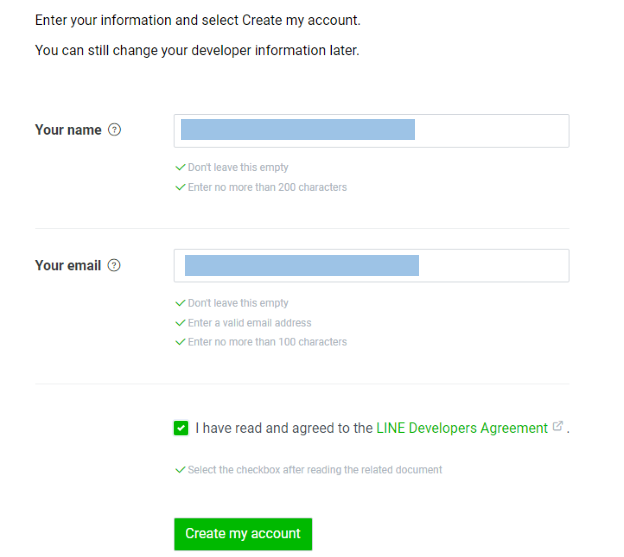 Enter your information and select Create my account.
You can still change your developer information later.
Your name ?
Don't leave this empty
Enter no more than 200 characters
Your email ?
Don't leave this empty
Enter a valid email address
Enter no more than 100 characters
I have read and agreed to the LINE Developers Agreement .
Select the checkbox after reading the related document
Create my account